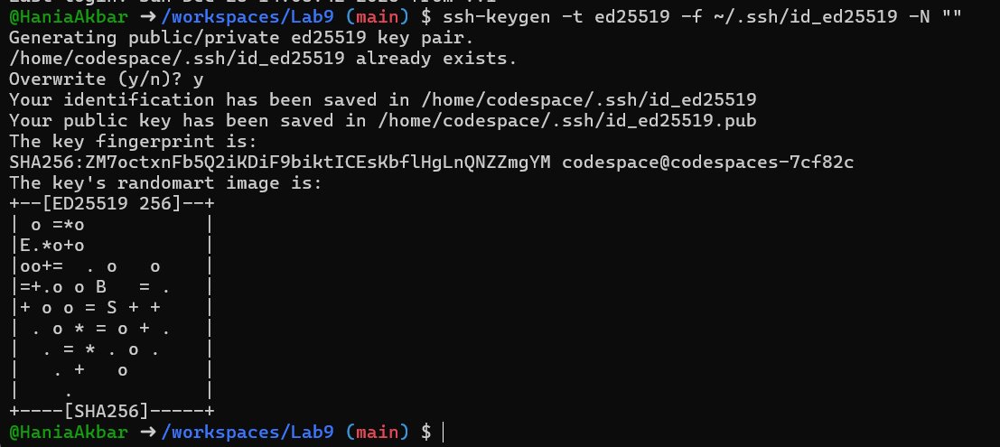 @HaniaAkbar ➜ /workspaces/Lab9 (main) $ ssh-keygen -t ed25519 -f ~/.ssh/id_ed25519 -N ""
Generating public/private ed25519 key pair.
/home/codespace/.ssh/id_ed25519 already exists.
Overwrite (y/n)? y
Your identification has been saved in /home/codespace/.ssh/id_ed25519
Your public key has been saved in /home/codespace/.ssh/id_ed25519.pub
The key fingerprint is:
SHA256:ZM7octxnFb5Q2iKDiF9biktICEsKbflHgLnQNZZmgYM codespace@codespaces-7cf82c
The key's randomart image is:
+--[ED25519 256]--+
| o =*o           |
|E.*o+o           |
|oo+=  . o   o    |
|=+.o o B   = .   |
|+ o o = S + +    |
| . o * = o + .   |
|  . = * . o .    |
|   . +   o       |
|    .            |
+----[SHA256]-----+
@HaniaAkbar ➜ /workspaces/Lab9 (main) $